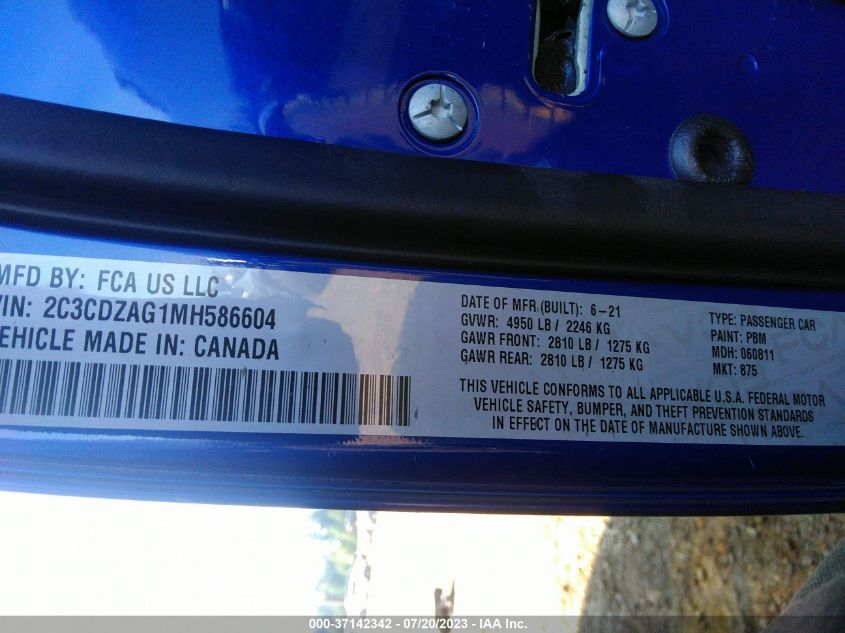 MFD BY: FCA US LLC
VIN: 2C3CDZAG1MH586604
VEHICLE MADE IN: CANADA
DATE OF MFR (BUILT): 6-21
GVWR: 4950 LB / 2246 KG
GAWR FRONT: 2810 LB / 1275 KG
GAWR REAR: 2810 LB / 1275 KG
TYPE: PASSENGER CAR
PAINT: PBM
MDH: 060811
MKT: 875
THIS VEHICLE CONFORMS TO ALL APPLICABLE U.S.A. FEDERAL MOTOR
VEHICLE SAFETY, BUMPER, AND THEFT PREVENTION STANDARDS
IN EFFECT ON THE DATE OF MANUFACTURE SHOWN ABOVE.
000-37142342 / 07/20/2023 - IAA Inc.